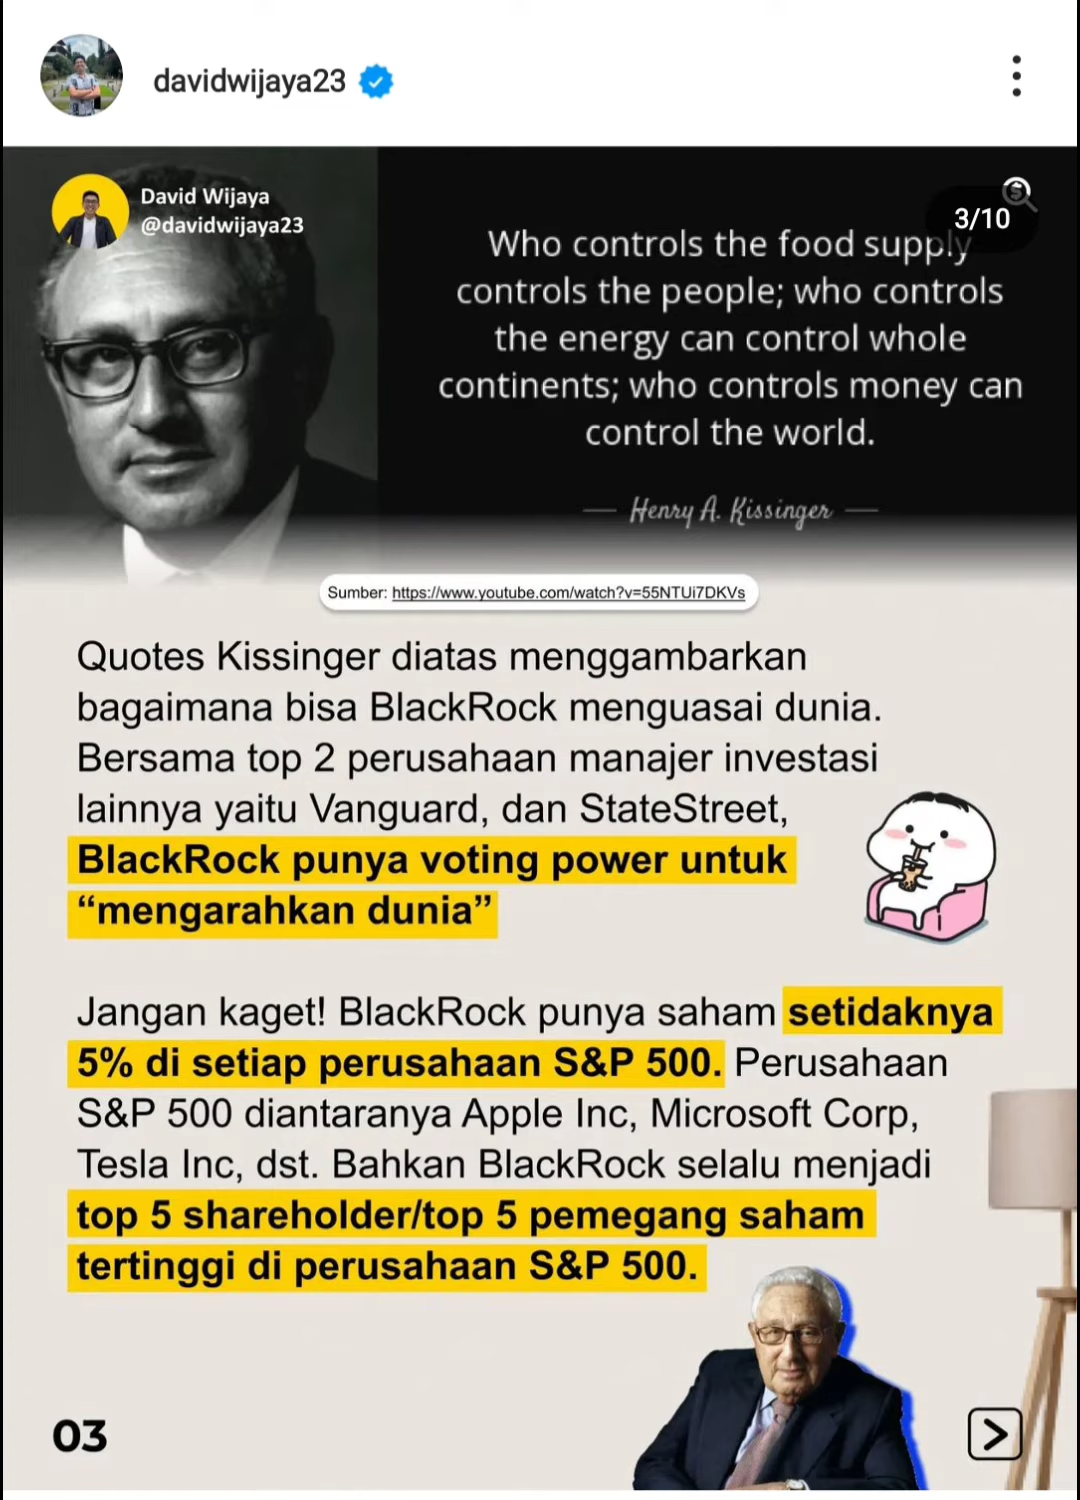 davidwijaya23
David Wijaya
@davidwijaya23
3/10
Who controls the food supply
controls the people; who controls
the energy can control whole
continents; who controls money can
control the world.
— Henry A. Kissinger —
Sumber: https://www.youtube.com/watch?v=55NTUi7DKVs
Quotes Kissinger diatas menggambarkan
bagaimana bisa BlackRock menguasai dunia.
Bersama top 2 perusahaan manajer investasi
lainnya yaitu Vanguard, dan StateStreet,
BlackRock punya voting power untuk
“mengarahkan dunia”
Jangan kaget! BlackRock punya saham setidaknya
5% di setiap perusahaan S&P 500. Perusahaan
S&P 500 diantaranya Apple Inc, Microsoft Corp,
Tesla Inc, dst. Bahkan BlackRock selalu menjadi
top 5 shareholder/top 5 pemegang saham
tertinggi di perusahaan S&P 500.
03